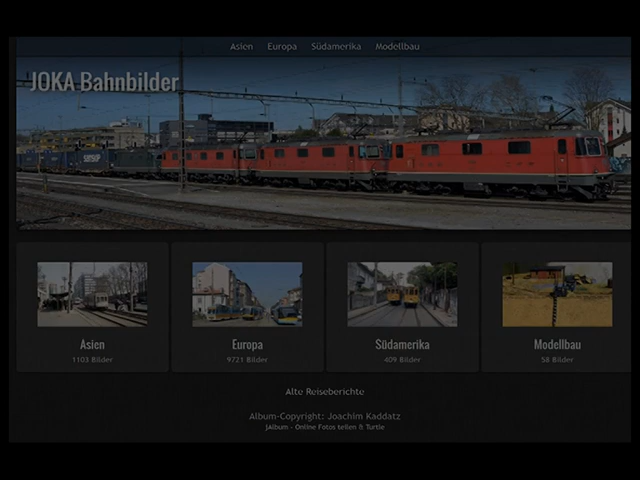 Asien Europa Südamerika Modellbau
JOKA Bahnbilder
Asien
1103 Bilder
Europa
9721 Bilder
Südamerika
409 Bilder
Modellbau
58 Bilder
Alte Reiseberichte
Album-Copyright: Joachim Kaddatz
jAlbum - Online Fotos teilen & Turtle